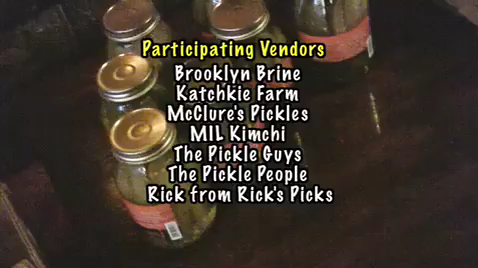 Participating Vendors
Brooklyn Brine
Katchkie Farm
McClure's Pickles
MIL Kimchi
The Pickle Guys
The Pickle People
Rick from Rick's Picks